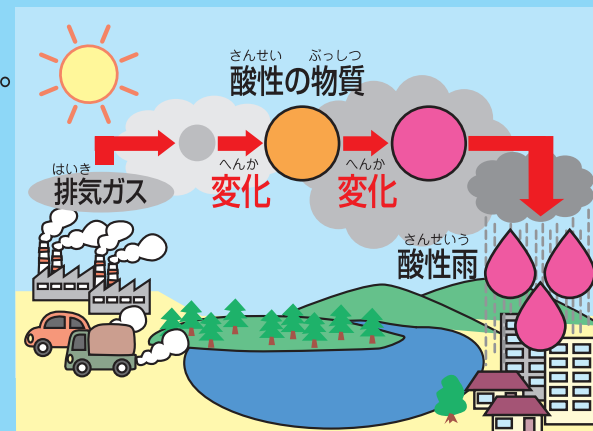 。
さんせい ぶっしつ
酸性の物質
はいき
排気ガス
へんか
変化
へんか
変化
さんせいう
酸性雨